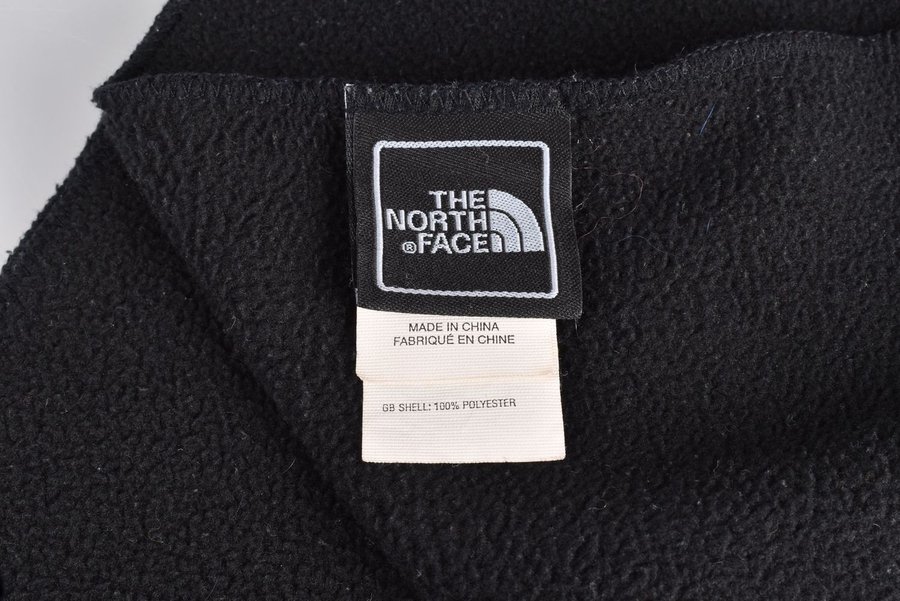 THE
NORTH
® FACE
MADE IN CHINA
FABRIQUÉ EN CHINE
GB SHELL: 100% POLYESTER